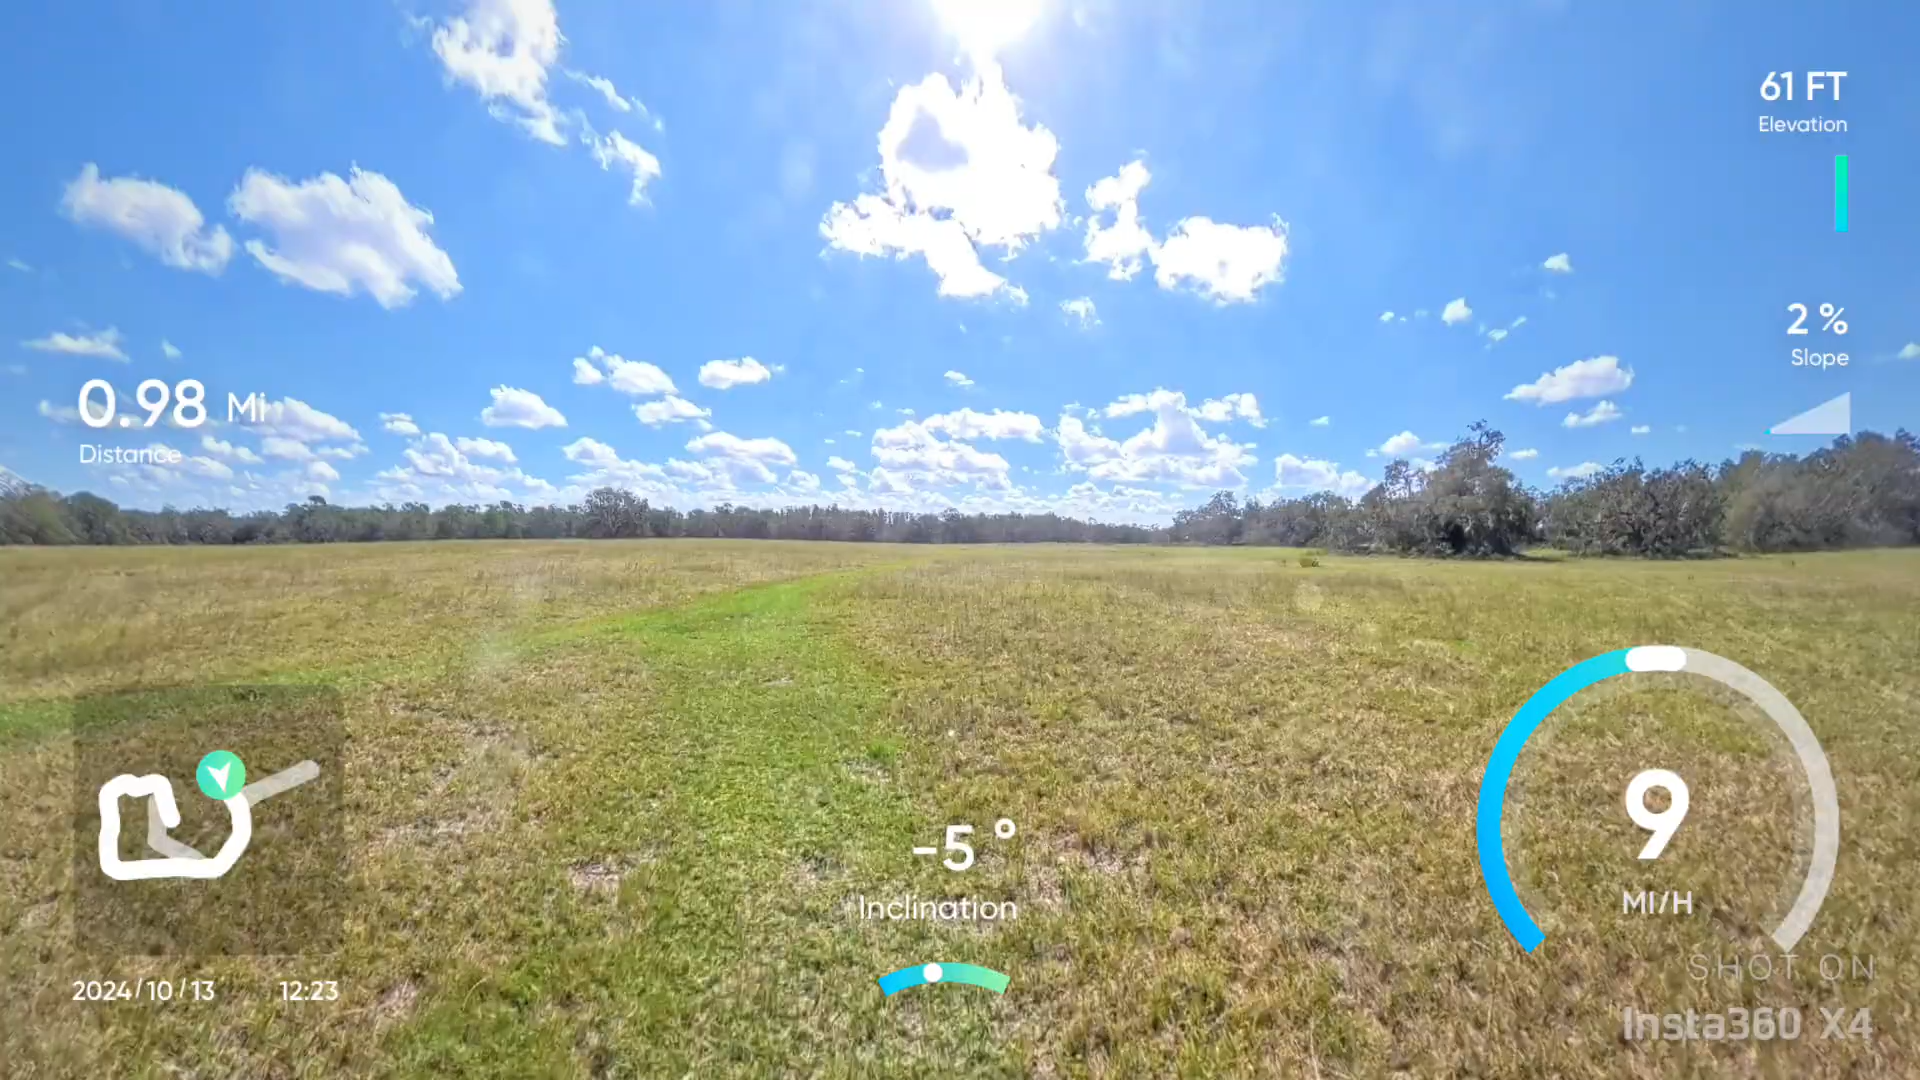 61 FT
Elevation
2 %
Slope
0.98 Mi
Distance
-5 °
Inclination
9
MI/H
2024/10/13 12:23
SHOT ON
Insta360 X4